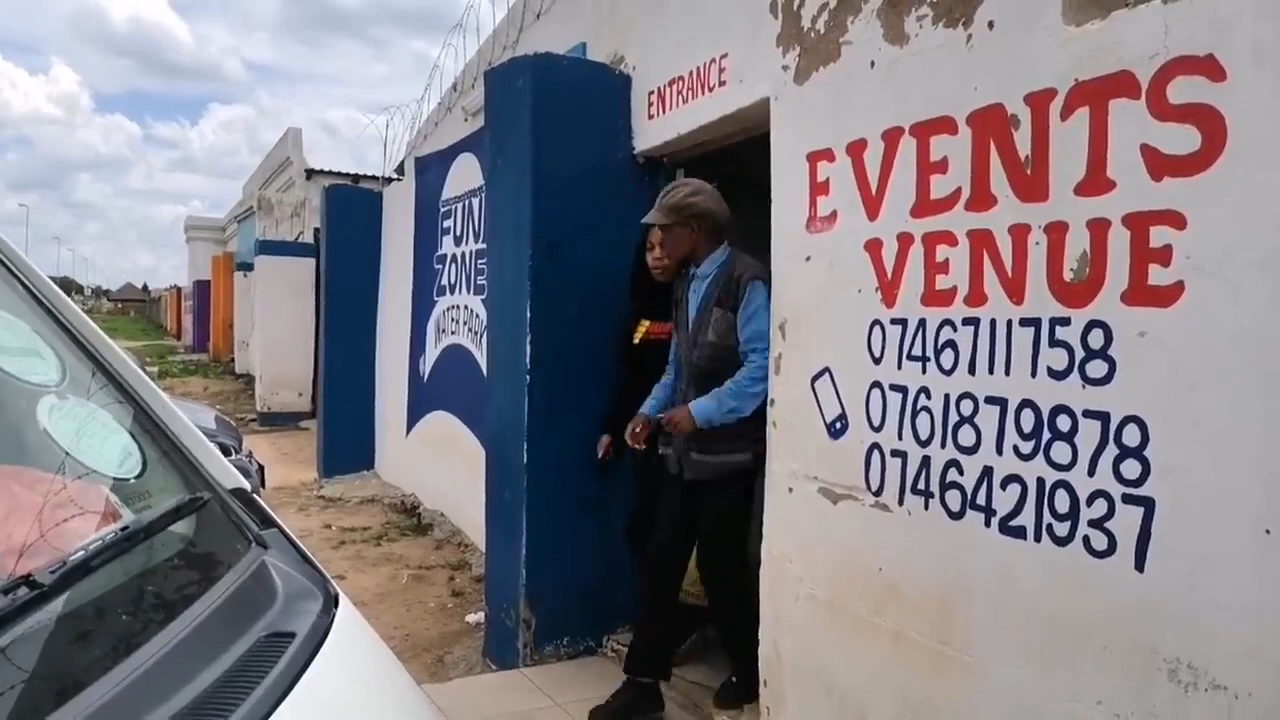 ENTRANCE
EVENTS
VENUE
0746711758
0761879878
0746421937
FUN
ZONE
WATER PARK